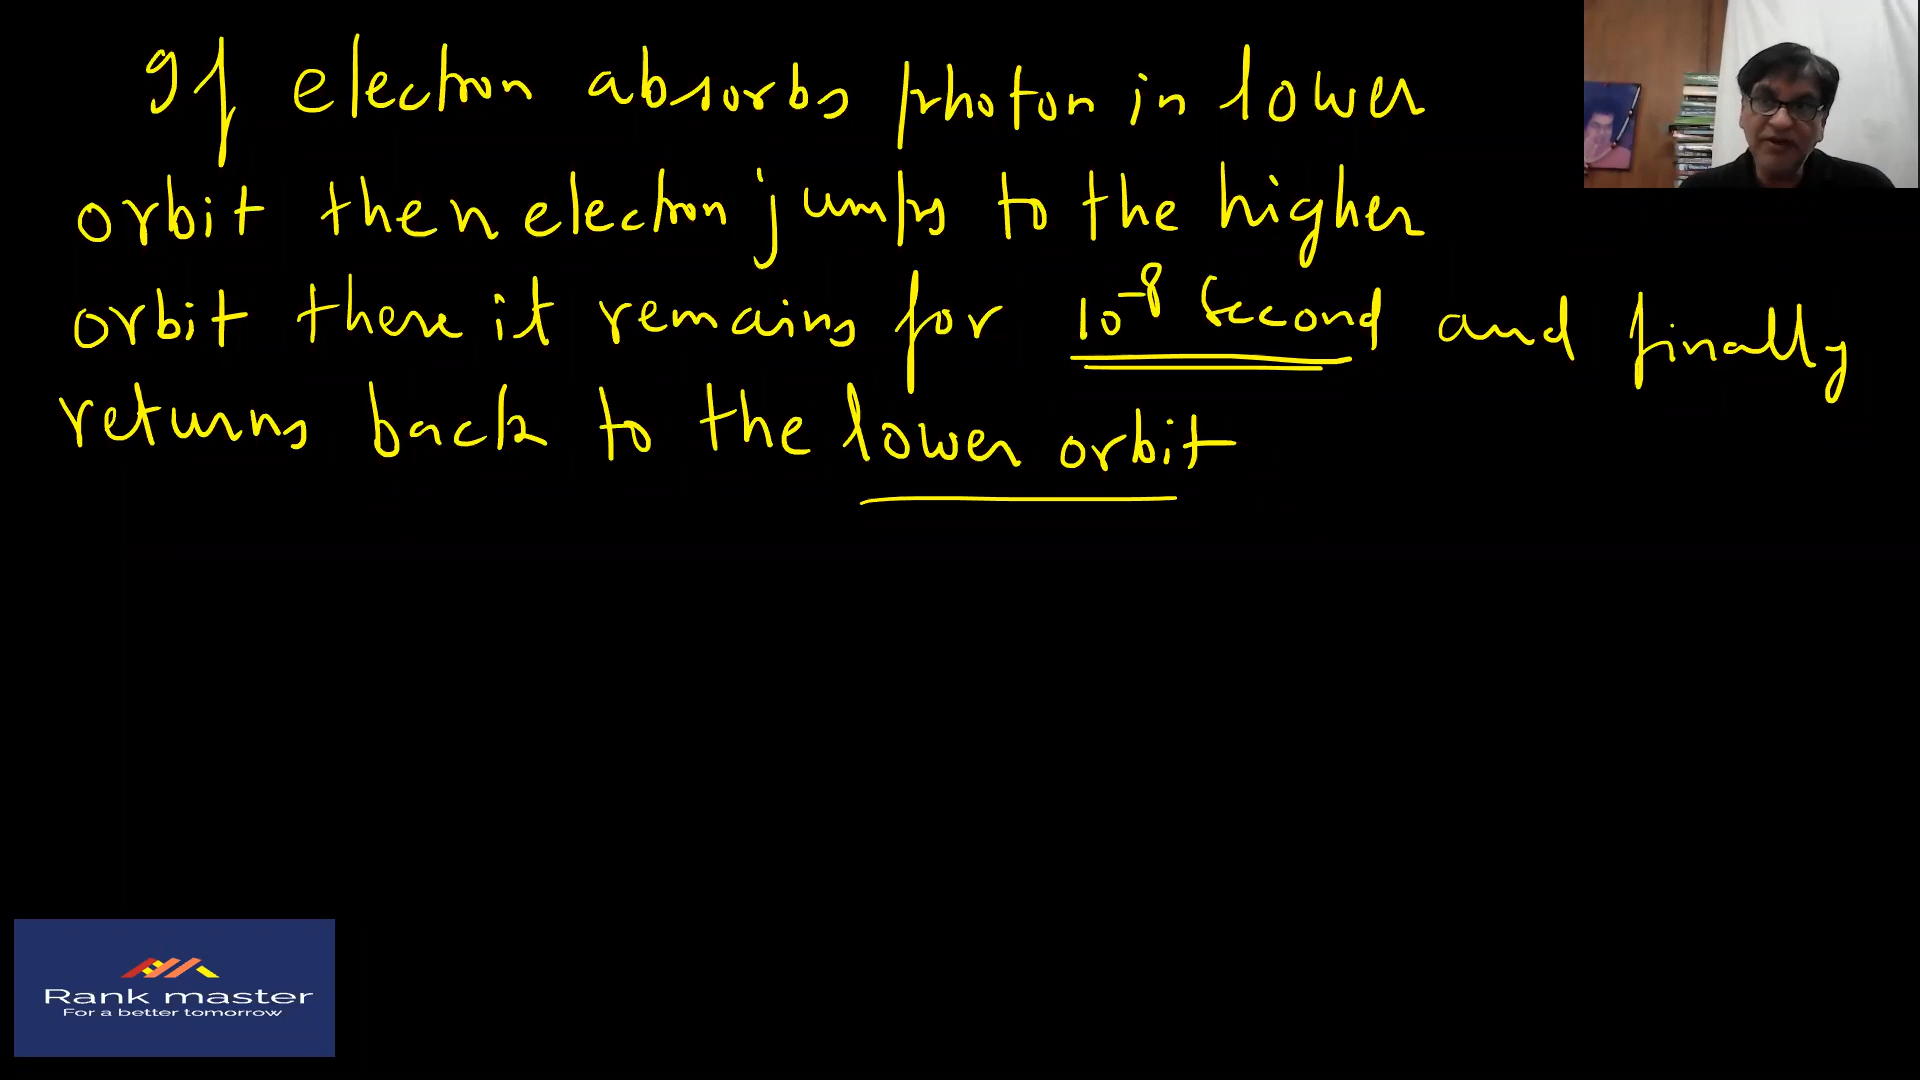 If electron absorbs photon in lower
orbit then electron jumps to the higher
orbit there it remains for 10⁻⁸ second and finally
returns back to the lower orbit
Rank master
For a better tomorrow